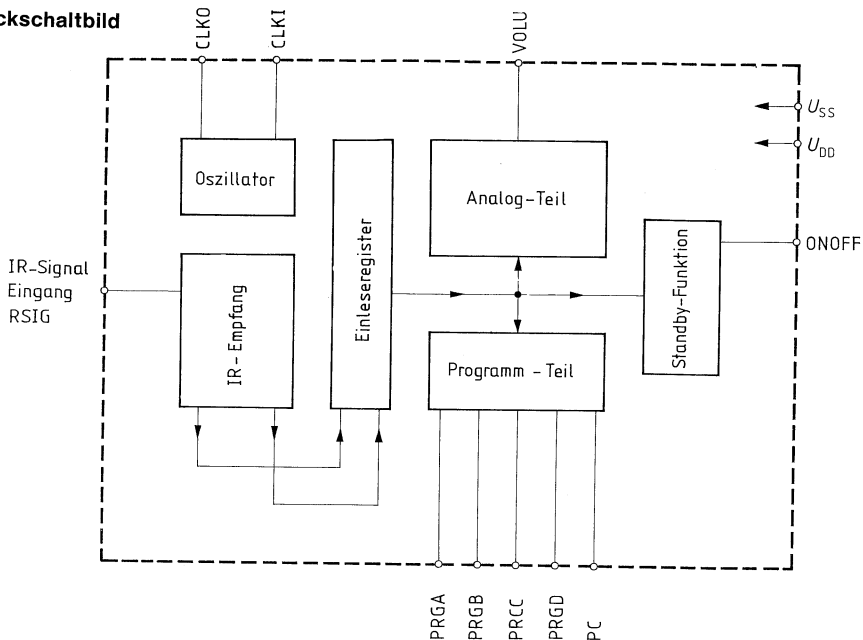 ckschaltbild
CLKO
CLKI
VOLU
USS
UDD
Oszillator
Analog-Teil
ONOFF
IR-Signal
Eingang
RSIG
IR-Empfang
Einleseregister
Standby-Funktion
Programm-Teil
PRGA
PRGB
PRCC
PRGD
PC